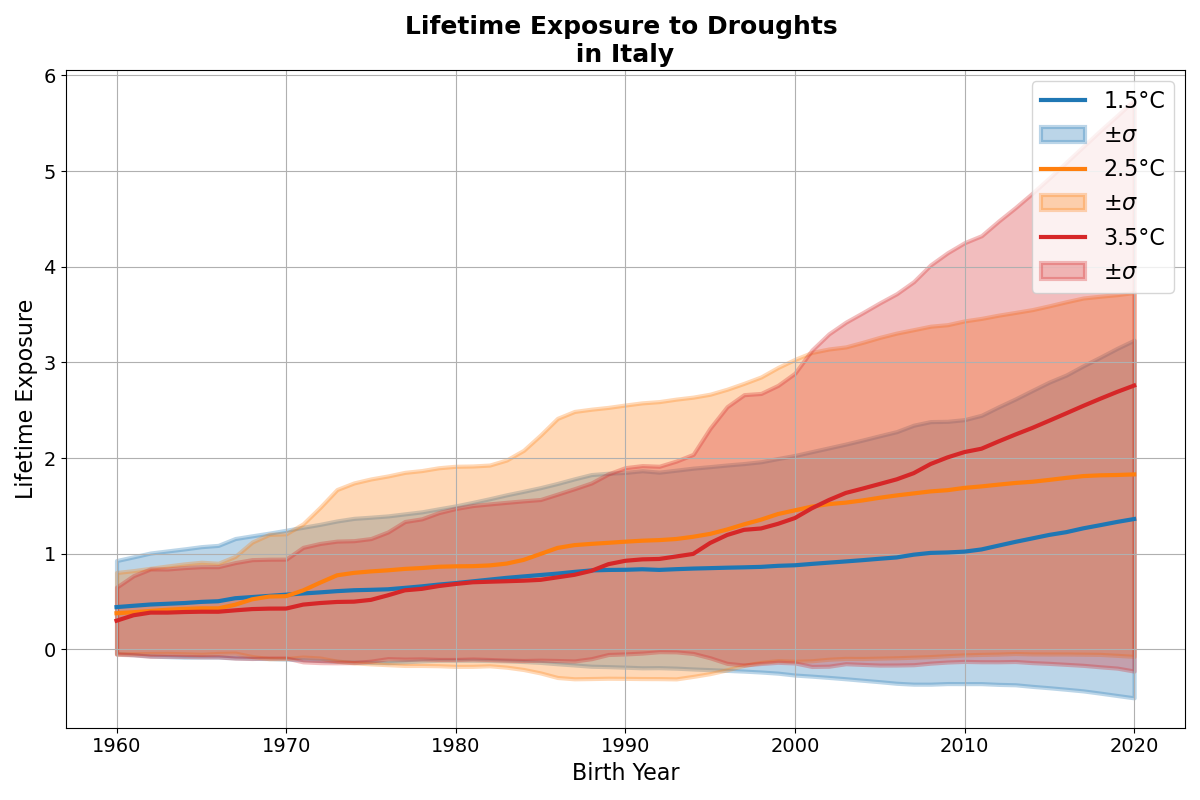 Lifetime Exposure to Droughts
in Italy
6
5
4
3
2
1
0
Lifetime Exposure
1.5°C
±σ
2.5°C
±σ
3.5°C
±σ
1960 1970 1980 1990 2000 2010 2020
Birth Year